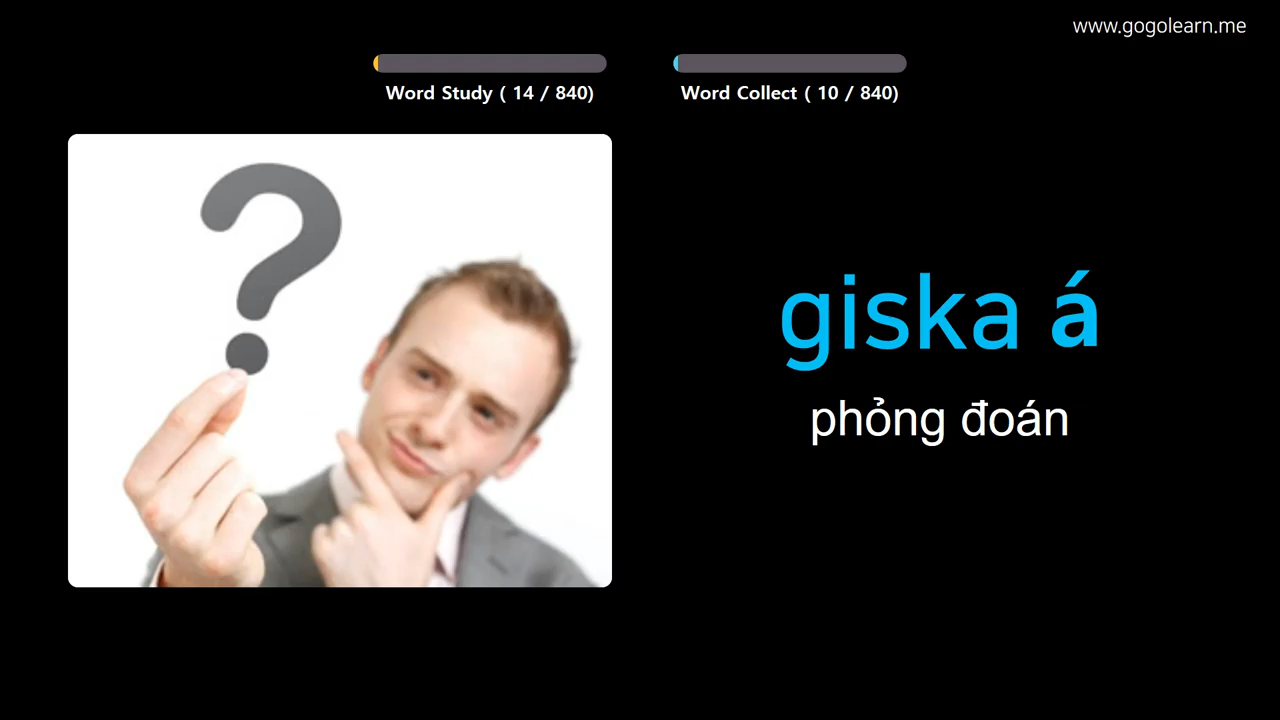 www.gogolearn.me
Word Study ( 14 / 840)
Word Collect ( 10 / 840)
?
giska á
phỏng đoán